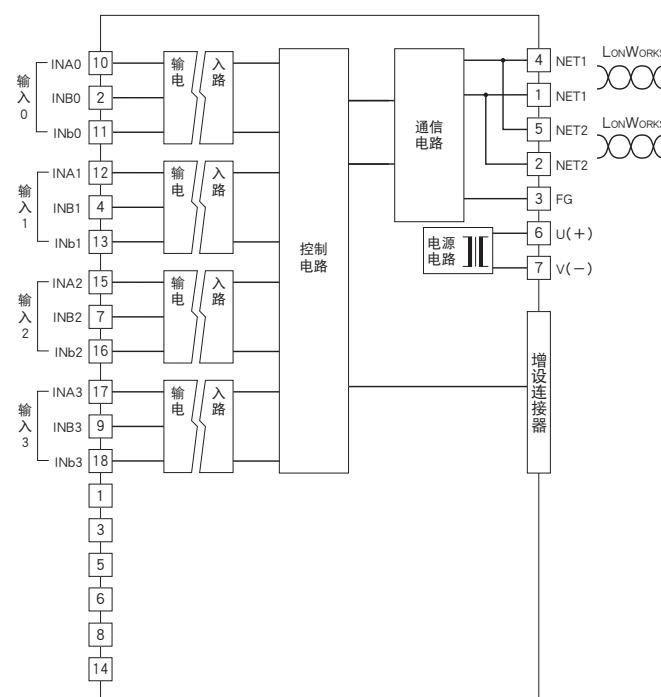 输入0
INA0 10
INB0 2
INb0 11
输入电路
输入1
INA1 12
INB1 4
INb1 13
输入电路
输入2
INA2 15
INB2 7
INb2 16
输入电路
输入3
INA3 17
INB3 9
INb3 18
输入电路
1
3
5
6
8
14
控制
电路
通信
电路
电源
电路
4 NET1
1 NET1
5 NET2
2 NET2
3 FG
6 U(+)
7 V(−)
LONWORKS
LONWORKS
增设连接器